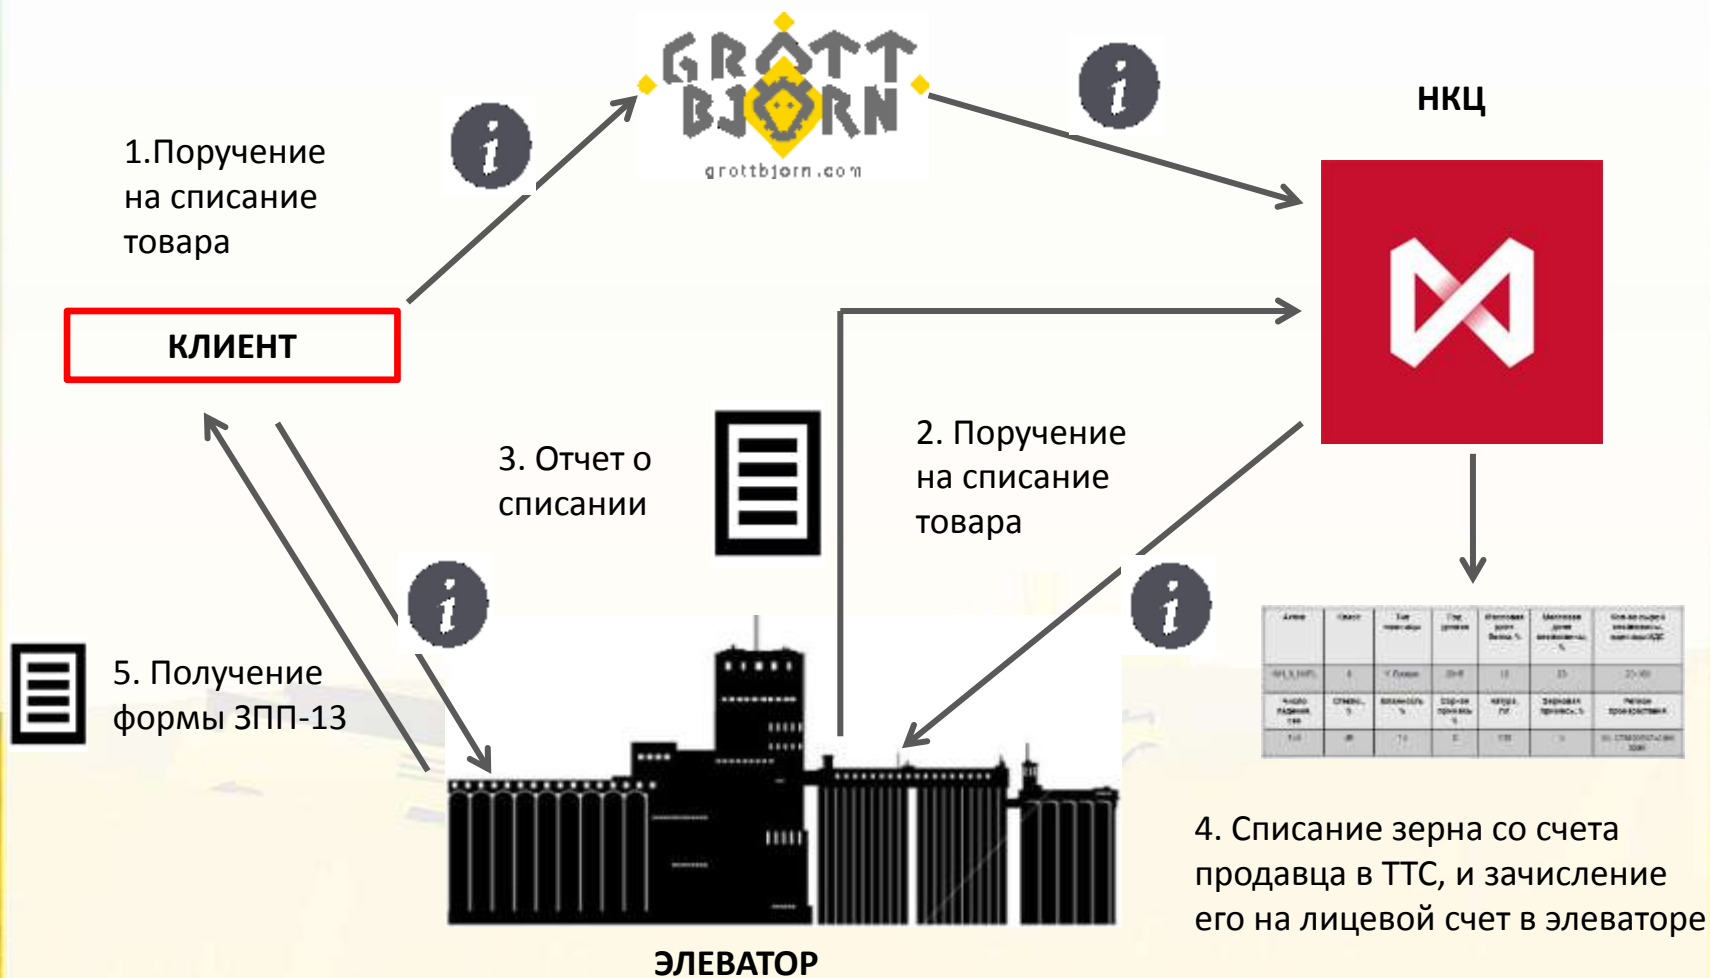 GROTT
BJORN
grottbjorn.com
НКЦ
1.Поручение
на списание
товара
КЛИЕНТ
3. Отчет о
списании
2. Поручение
на списание
товара
5. Получение
формы ЗПП-13
Класс
4. Списание зерна со счета
продавца в ТТС, и зачисление
его на лицевой счет в элеваторе
ЭЛЕВАТОР